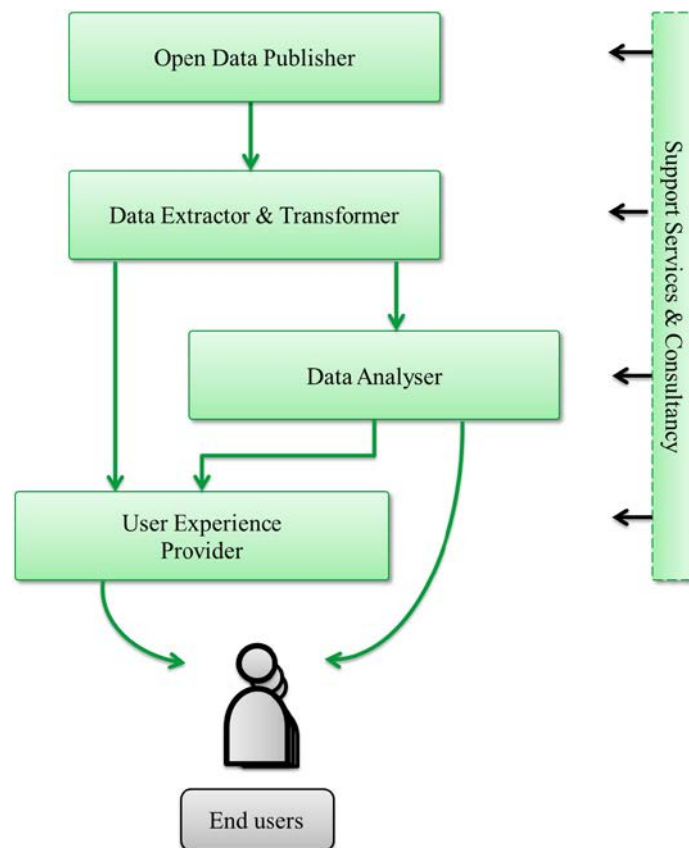 Open Data Publisher
Data Extractor & Transformer
Data Analyser
User Experience
Provider
End users
Support Services & Consultancy